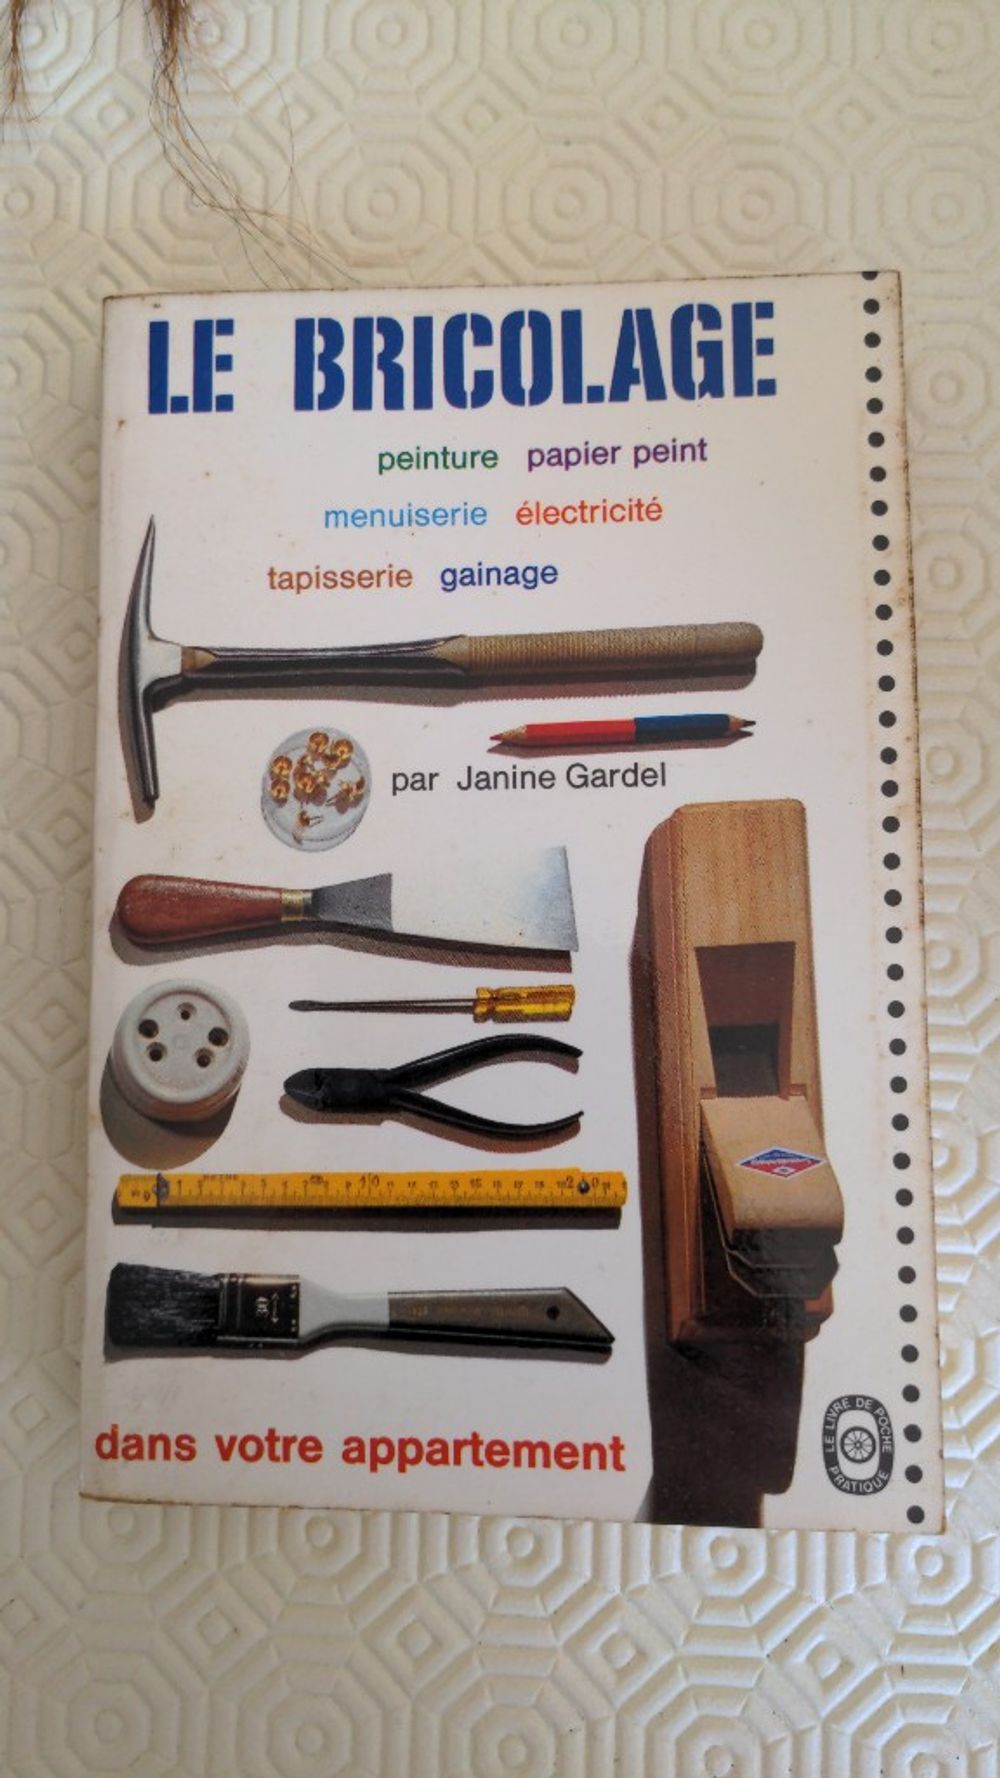 LE BRICOLAGE
peinture papier peint
menuiserie électricité
tapisserie gainage
par Janine Gardel
30
dans votre appartement
LE LIVRE DE POCHE
PRATIQUE